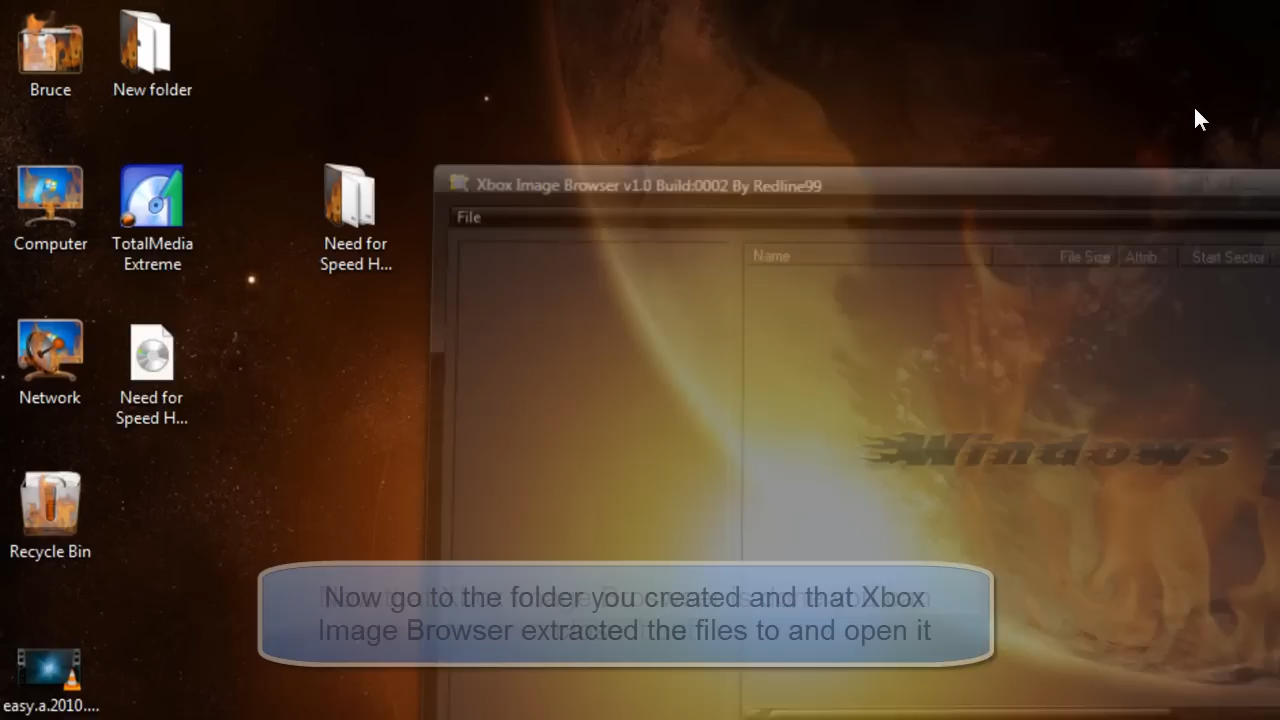 Bruce
New folder
Computer
TotalMedia
Extreme
Need for
Speed H...
Network
Need for
Speed H...
Recycle Bin
easy.a.2010....
Xbox Image Browser v1.0 Build:0002 By Redline99
File
Name File Size Attrib Start Sector
Windows
Now go to the folder you created and that Xbox
Image Browser extracted the files to and open it